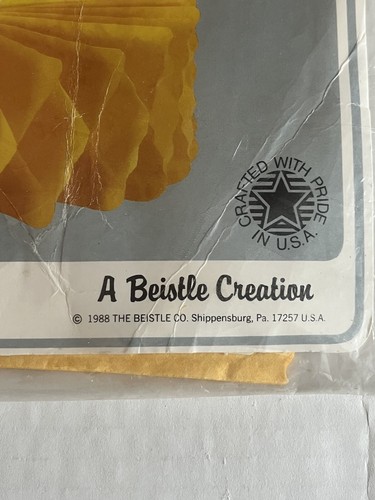 CRAFTED WITH PRIDE
IN U.S.A.
A Beistle Creation
© 1988 THE BEISTLE CO. Shippensburg, Pa. 17257 U.S.A.